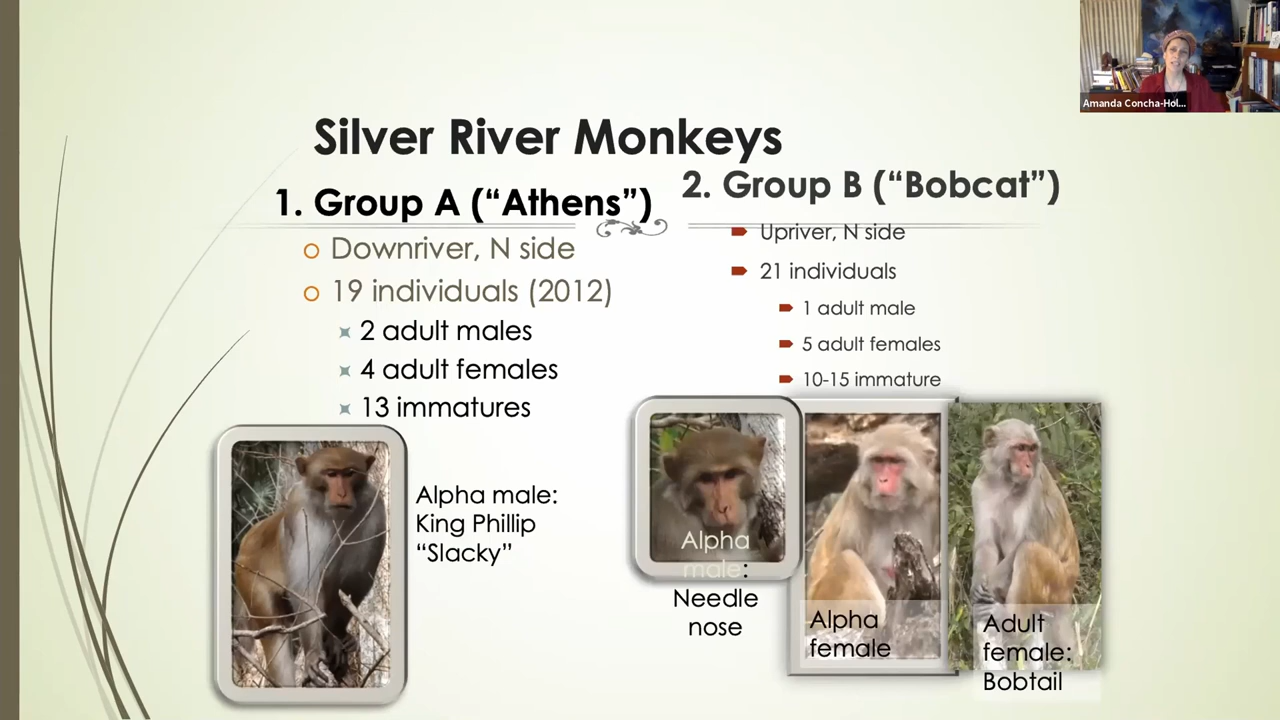 Amanda Concha-Hol...
Silver River Monkeys
1. Group A (“Athens”)
Downriver, N side
19 individuals (2012)
2 adult males
4 adult females
13 immatures
Alpha male:
King Phillip
“Slacky”
2. Group B (“Bobcat”)
Upriver, N side
21 individuals
1 adult male
5 adult females
10-15 immature
Alpha
male:
Needle
nose
Alpha
female
Adult
female:
Bobtail